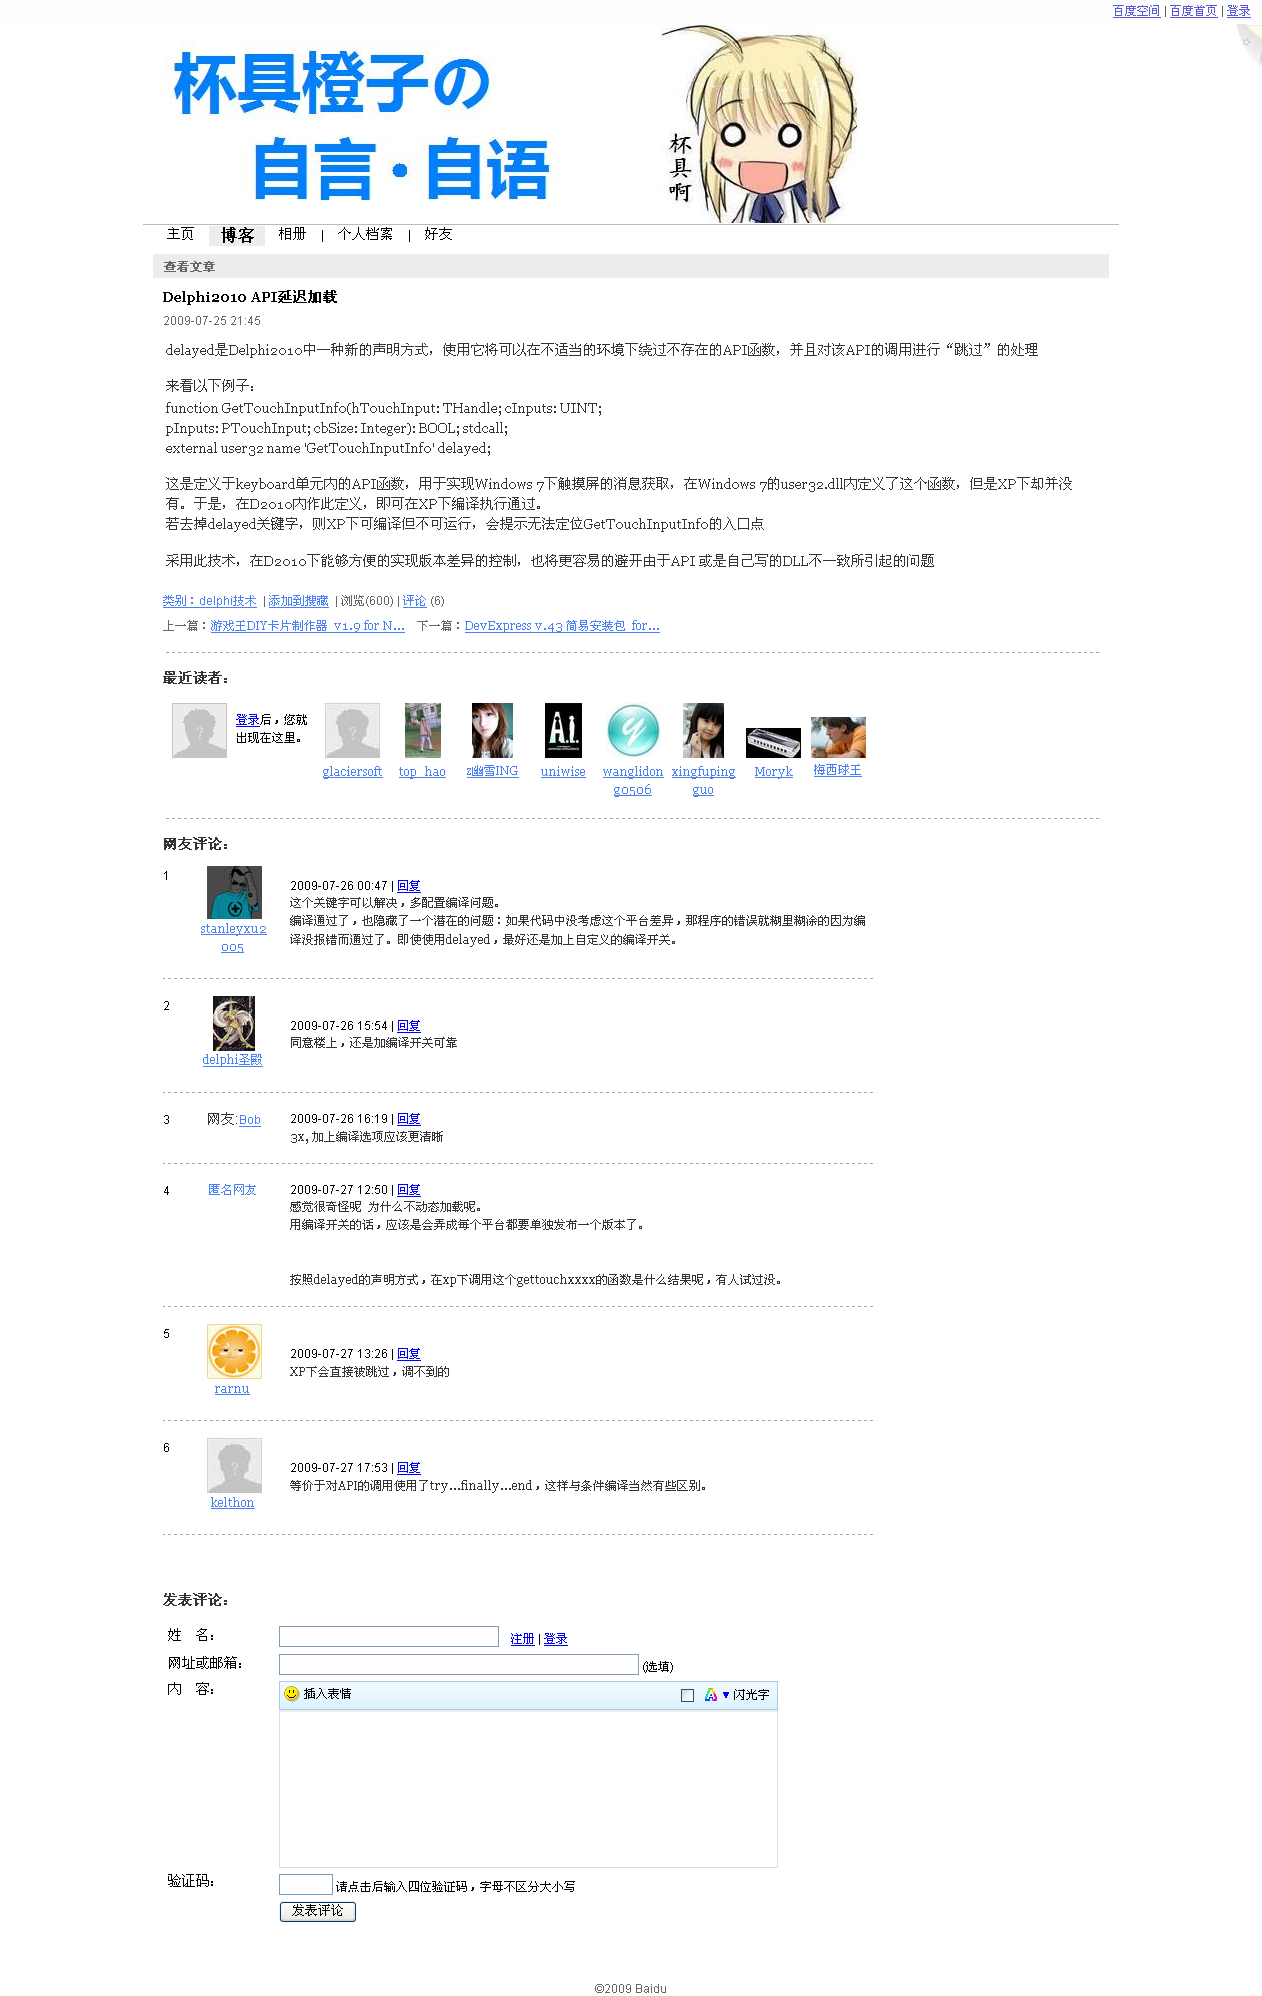 百度空间 | 百度首页 | 登录
杯具橙子の
自言·自语
杯具啊
主页 博客 相册 | 个人档案 | 好友
查看文章
Delphi2010 API延迟加载
2009-07-25 21:45
delayed是Delphi2010中一种新的声明方式，使用它将可以在不适当的环境下绕过不存在的API函数，并且对该API的调用进行“跳过”的处理
来看以下例子：
function GetTouchInputInfo(hTouchInput: THandle; cInputs: UINT;
pInputs: PTouchInput; cbSize: Integer): BOOL; stdcall;
external user32 name 'GetTouchInputInfo' delayed;
这是定义于keyboard单元内的API函数，用于实现Windows 7下触摸屏的消息获取，在Windows 7的user32.dll内定义了这个函数，但是XP下却并没
有。于是，在D2010内作此定义，即可在XP下编译执行通过。
若去掉delayed关键字，则XP下可编译但不可运行，会提示无法定位GetTouchInputInfo的入口点
采用此技术，在D2010下能够方便的实现版本差异的控制，也将更容易的避开由于API 或是自己写的DLL不一致所引起的问题
类别：delphi技术 | 添加到搜藏 | 浏览(600) | 评论 (6)
上一篇：游戏王DIY卡片制作器 v1.9 for N... 下一篇：DevExpress v.43 简易安装包 for...
最近读者：
登录后，您就
出现在这里。
A.I.
y
glaciersoft top_hao z幽雪ING uniwise wanglidon xingfuping Moryk 梅西球王
g0506 guo
网友评论：
1
2009-07-26 00:47 | 回复
这个关键字可以解决，多配置编译问题。
编译通过了，也隐藏了一个潜在的问题：如果代码中没考虑这个平台差异，那程序的错误就糊里糊涂的因为编
译没报错而通过了。即使使用delayed，最好还是加上自定义的编译开关。
stanleyxu2
005
2
2009-07-26 15:54 | 回复
同意楼上，还是加编译开关可靠
delphi圣殿
3 网友:Bob 2009-07-26 16:19 | 回复
3x, 加上编译选项应该更清晰
4 匿名网友 2009-07-27 12:50 | 回复
感觉很奇怪呢 为什么不动态加载呢。
用编译开关的话，应该是会弄成每个平台都要单独发布一个版本了。
按照delayed的声明方式，在xp下调用这个gettouchxxxx的函数是什么结果呢，有人试过没。
5
2009-07-27 13:26 | 回复
XP下会直接被跳过，调不到的
rarnu
6
2009-07-27 17:53 | 回复
等价于对API的调用使用了try...finally...end，这样与条件编译当然有些区别。
kelthon
发表评论：
姓 名： 注册 | 登录
网址或邮箱： (选填)
内 容： 插入表情 闪光字
验证码： 请点击后输入四位验证码，字母不区分大小写
发表评论
©2009 Baidu